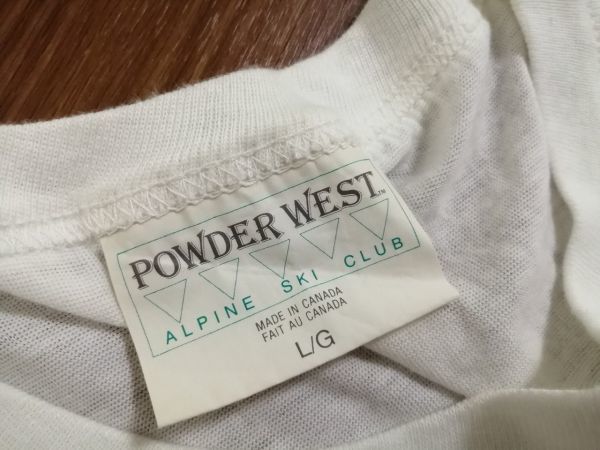 POWDER WEST™
ALPINE SKI CLUB
MADE IN CANADA
FAIT AU CANADA
L/G